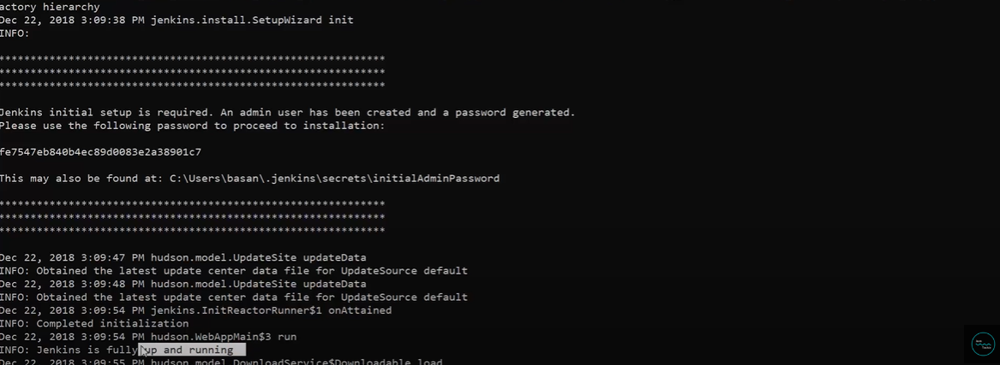 actory hierarchy
Dec 22, 2018 3:09:38 PM jenkins.install.SetupWizard init
INFO:
*************************************************************
*************************************************************
*************************************************************
Jenkins initial setup is required. An admin user has been created and a password generated.
Please use the following password to proceed to installation:
fe7547eb840b4ec89d0083e2a38901c7
This may also be found at: C:\Users\basan\.jenkins\secrets\initialAdminPassword
*************************************************************
*************************************************************
*************************************************************
Dec 22, 2018 3:09:47 PM hudson.model.UpdateSite updateData
INFO: Obtained the latest update center data file for UpdateSource default
Dec 22, 2018 3:09:48 PM hudson.model.UpdateSite updateData
INFO: Obtained the latest update center data file for UpdateSource default
Dec 22, 2018 3:09:54 PM jenkins.InitReactorRunner$1 onAttained
INFO: Completed initialization
Dec 22, 2018 3:09:54 PM hudson.WebAppMain$3 run
INFO: Jenkins is fully up and running
Dec 22, 2018 3:09:55 PM hudson.model.DownloadService$Downloadable load